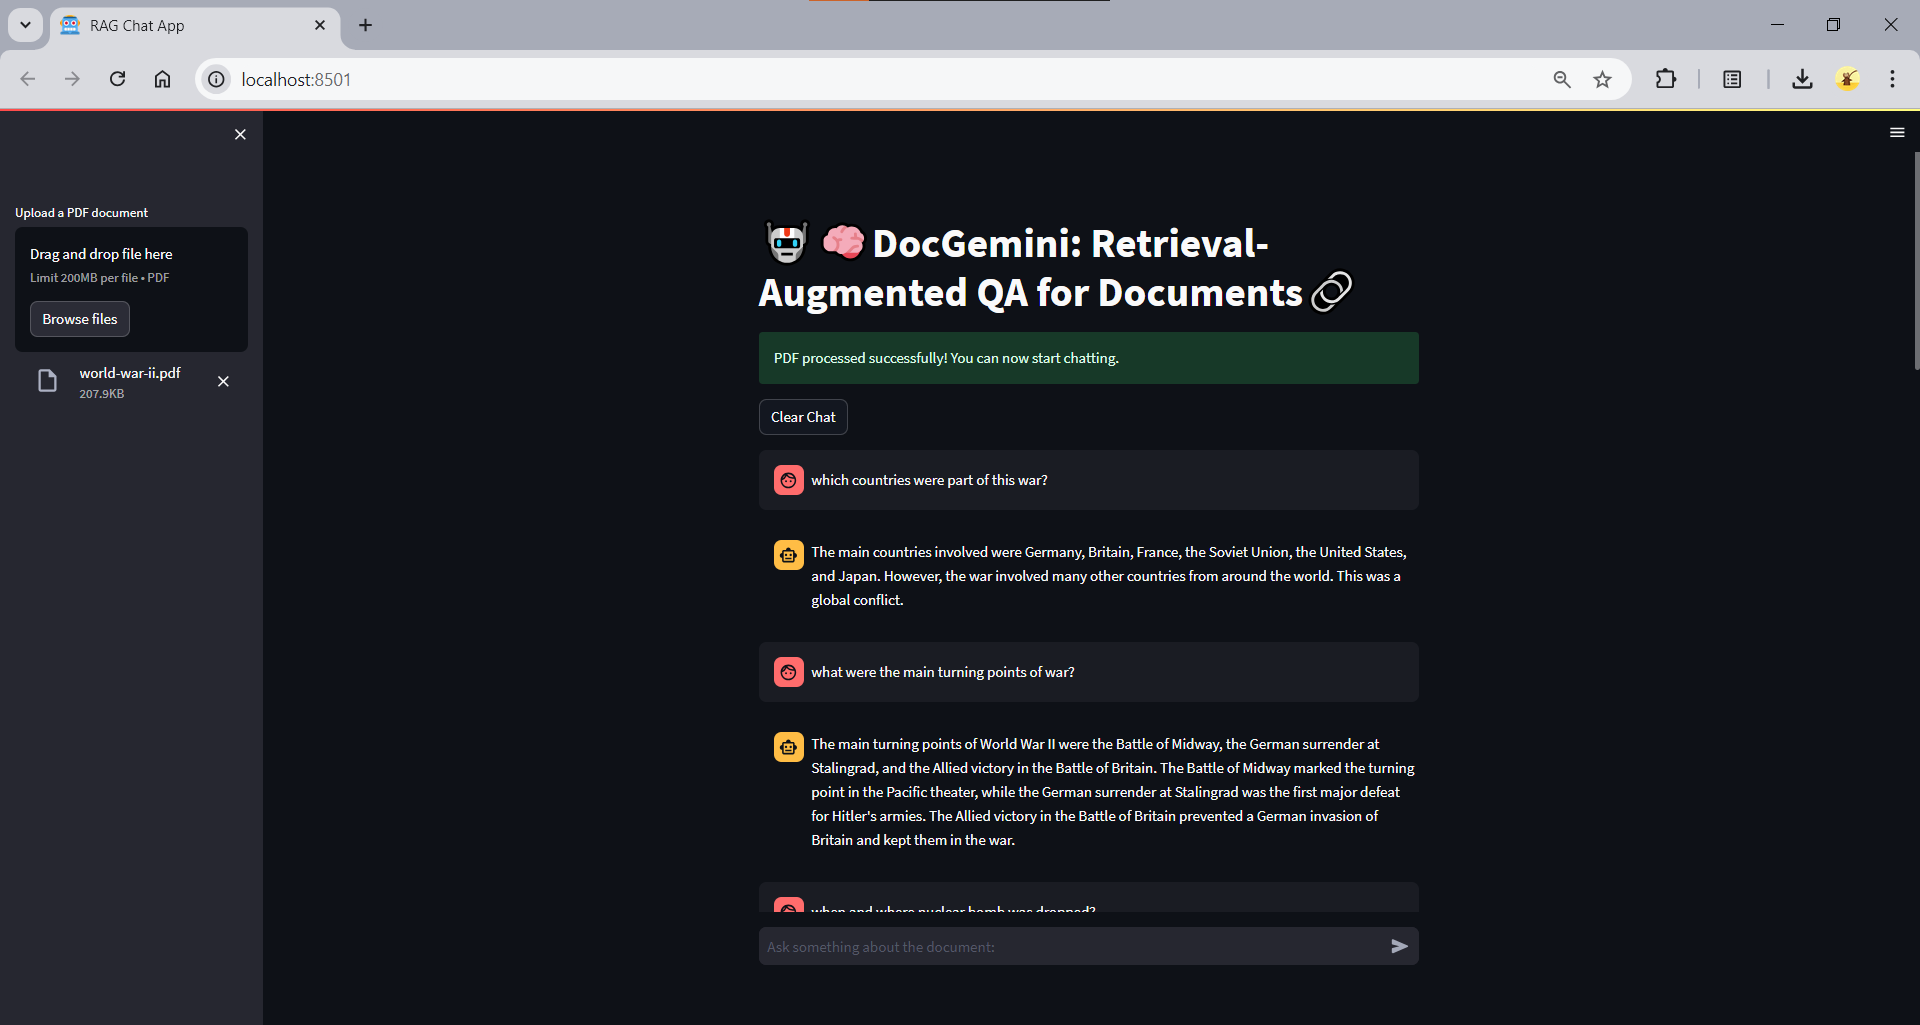 RAG Chat App
localhost:8501
Upload a PDF document
Drag and drop file here
Limit 200MB per file • PDF
Browse files
world-war-ii.pdf
207.9KB
DocGemini: Retrieval-
Augmented QA for Documents
PDF processed successfully! You can now start chatting.
Clear Chat
which countries were part of this war?
The main countries involved were Germany, Britain, France, the Soviet Union, the United States,
and Japan. However, the war involved many other countries from around the world. This was a
global conflict.
what were the main turning points of war?
The main turning points of World War II were the Battle of Midway, the German surrender at
Stalingrad, and the Allied victory in the Battle of Britain. The Battle of Midway marked the turning
point in the Pacific theater, while the German surrender at Stalingrad was the first major defeat
for Hitler's armies. The Allied victory in the Battle of Britain prevented a German invasion of
Britain and kept them in the war.
when and where nuclear bomb was dropped?
Ask something about the document: